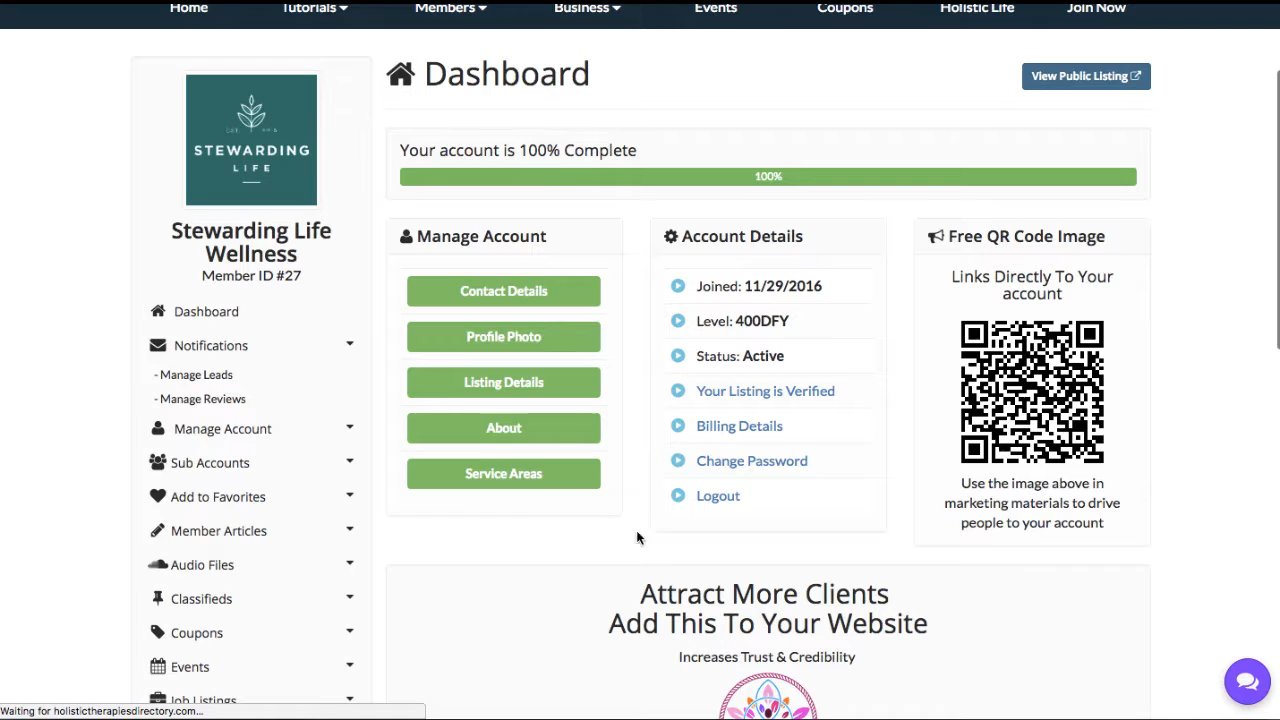 Home Tutorials Members Business Events Coupons Holistic Life Join Now
STEWARDING
LIFE
Stewarding Life
Wellness
Member ID #27
Dashboard
Notifications
- Manage Leads
- Manage Reviews
Manage Account
Sub Accounts
Add to Favorites
Member Articles
Audio Files
Classifieds
Coupons
Events
Job Listings
Dashboard
View Public Listing
Your account is 100% Complete
100%
Manage Account
Contact Details
Profile Photo
Listing Details
About
Service Areas
Account Details
Joined: 11/29/2016
Level: 400DFY
Status: Active
Your Listing is Verified
Billing Details
Change Password
Logout
Free QR Code Image
Links Directly To Your
account
Use the image above in
marketing materials to drive
people to your account
Attract More Clients
Add This To Your Website
Increases Trust & Credibility
Waiting for holistictherapiesdirectory.com...